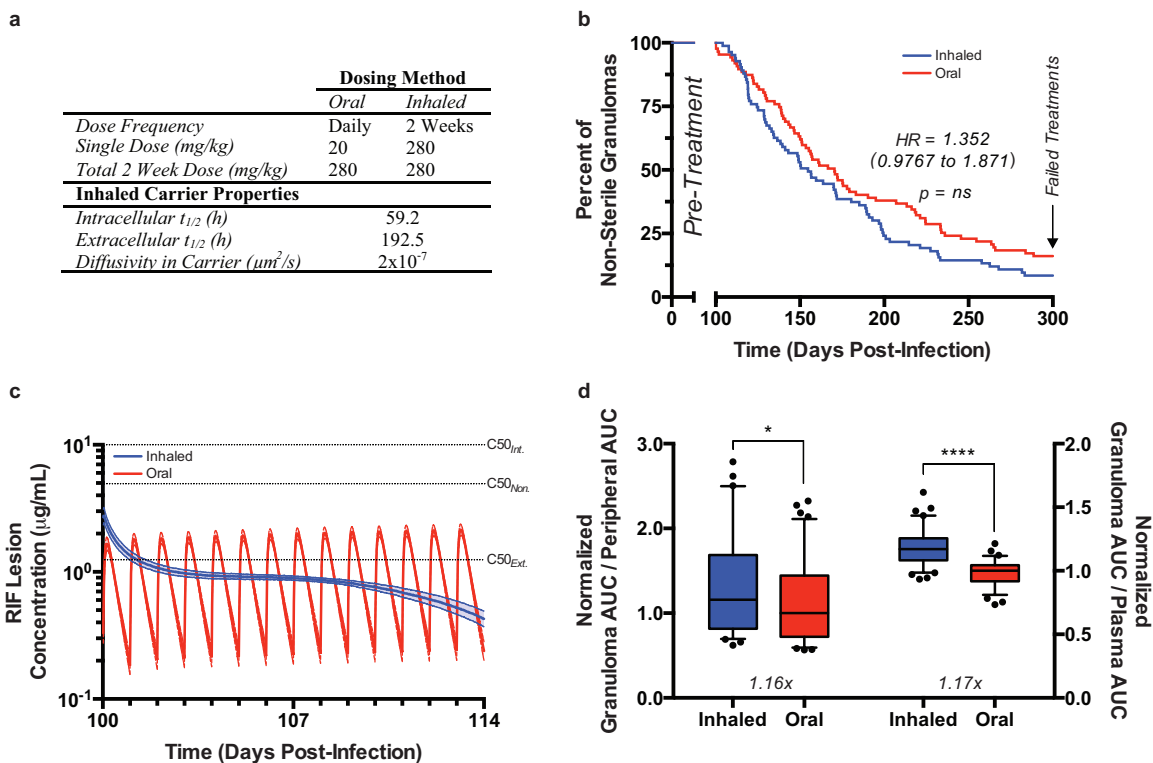 a
Dosing Method
Oral Inhaled
Dose Frequency Daily 2 Weeks
Single Dose (mg/kg) 20 280
Total 2 Week Dose (mg/kg) 280 280
Inhaled Carrier Properties
Intracellular t1/2 (h) 59.2
Extracellular t1/2 (h) 192.5
Diffusivity in Carrier (μm²/s) 2x10⁻⁷
b
Percent of
Non-Sterile Granulomas
100
75
50
25
0
Pre-Treatment
Inhaled
Oral
HR = 1.352
(0.9767 to 1.871)
p = ns
Failed Treatments
0 100 150 200 250 300
Time (Days Post-Infection)
c
RIF Lesion
Concentration (μg/mL)
10¹
10⁰
10⁻¹
Inhaled
Oral
C50Int.
C50Non.
C50Ext.
100 107 114
Time (Days Post-Infection)
d
Normalized
Granuloma AUC / Peripheral AUC
3.0
2.0
1.0
0.0
*
****
1.16x 1.17x
Inhaled Oral Inhaled Oral
2.0
1.5
1.0
0.5
0.0
Normalized
Granuloma AUC / Plasma AUC